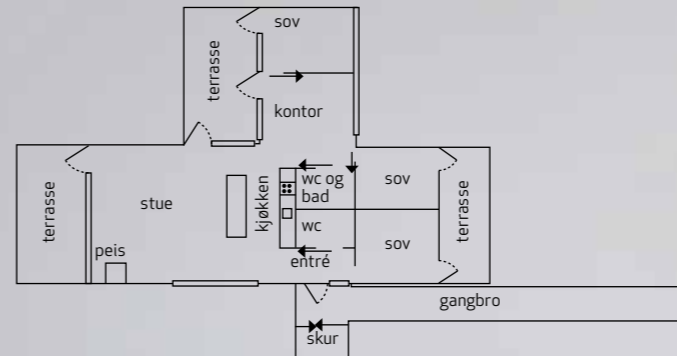 sov
terrasse
kontor
wc og
bad
sov
stue
kjøkken
terrasse
terrasse
wc
sov
peis
entré
gangbro
skur